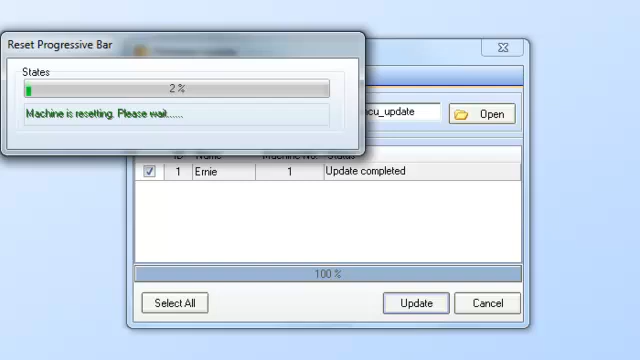 Reset Progressive Bar
States
2 %
Machine is resetting. Please wait......
cu_update
Open
Name Machine No. Status
1 Ernie 1 Update completed
100 %
Select All
Update
Cancel